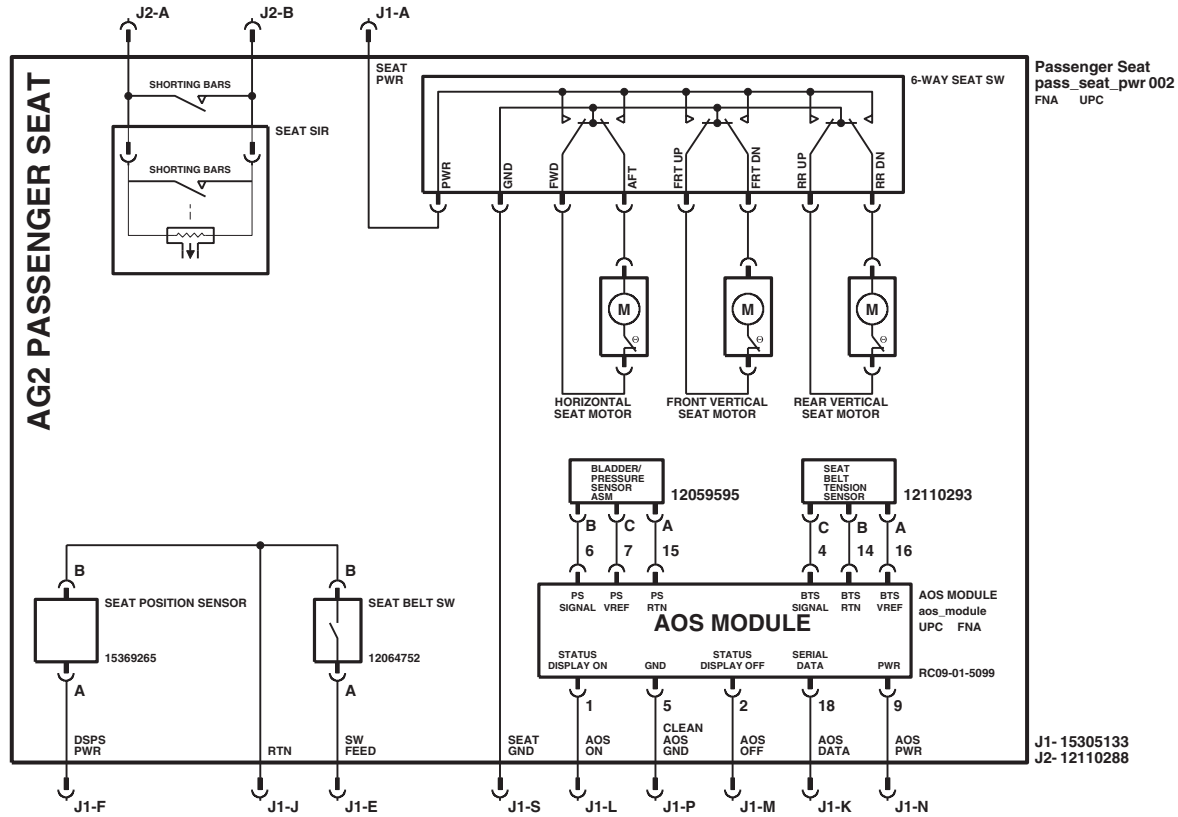 J2-A
J2-B
J1-A
AG2 PASSENGER SEAT
SHORTING BARS
SEAT SIR
SHORTING BARS
SEAT
PWR
6-WAY SEAT SW
PWR
GND
FWD
AFT
FRT UP
FRT DN
RR UP
RR DN
Passenger Seat
pass_seat_pwr 002
FNA UPC
M
Θ
M
Θ
M
Θ
HORIZONTAL
SEAT MOTOR
FRONT VERTICAL
SEAT MOTOR
REAR VERTICAL
SEAT MOTOR
BLADDER/
PRESSURE
SENSOR
ASM
12059595
SEAT
BELT
TENSION
SENSOR
12110293
B
C
A
C
B
A
6
7
15
4
14
16
B
SEAT POSITION SENSOR
15369265
A
B
SEAT BELT SW
12064752
A
PS
SIGNAL
PS
VREF
PS
RTN
BTS
SIGNAL
BTS
RTN
BTS
VREF
AOS MODULE
STATUS
DISPLAY ON
GND
STATUS
DISPLAY OFF
SERIAL
DATA
PWR
AOS MODULE
aos_module
UPC FNA
RC09-01-5099
1
5
2
18
9
DSPS
PWR
RTN
SW
FEED
SEAT
GND
AOS
ON
CLEAN
AOS
GND
AOS
OFF
AOS
DATA
AOS
PWR
J1- 15305133
J2- 12110288
J1-F
J1-J
J1-E
J1-S
J1-L
J1-P
J1-M
J1-K
J1-N